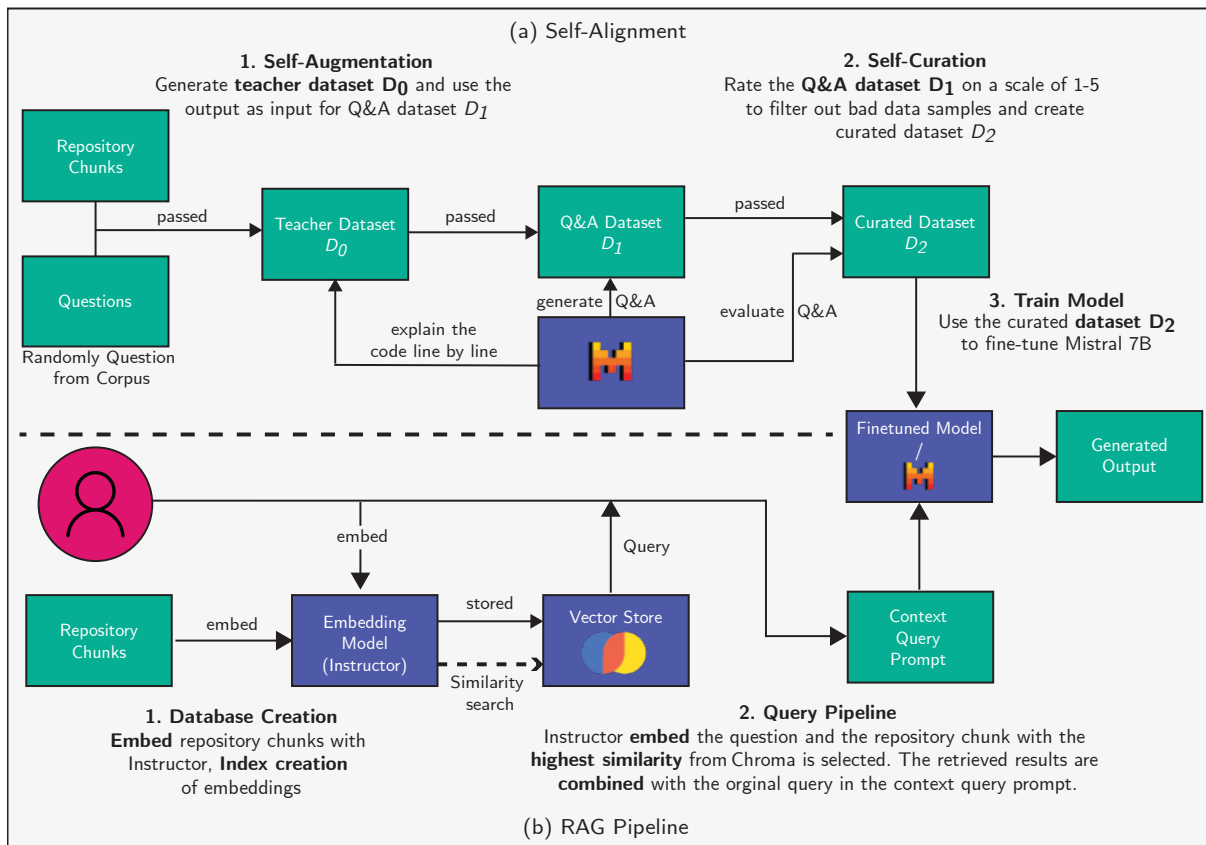 (a) Self-Alignment
1. Self-Augmentation
Generate teacher dataset D0 and use the
output as input for Q&A dataset D1
2. Self-Curation
Rate the Q&A dataset D1 on a scale of 1-5
to filter out bad data samples and create
curated dataset D2
Repository
Chunks
passed
Teacher Dataset
D0
passed
Q&A Dataset
D1
passed
Curated Dataset
D2
Questions
Randomly Question
from Corpus
explain the
code line by line
generate Q&A
evaluate Q&A
3. Train Model
Use the curated dataset D2
to fine-tune Mistral 7B
Finetuned Model
/
Generated
Output
embed
Query
Repository
Chunks
embed
Embedding
Model
(Instructor)
stored
Similarity
search
Vector Store
Context
Query
Prompt
1. Database Creation
Embed repository chunks with
Instructor, Index creation
of embeddings
2. Query Pipeline
Instructor embed the question and the repository chunk with the
highest similarity from Chroma is selected. The retrieved results are
combined with the orginal query in the context query prompt.
(b) RAG Pipeline